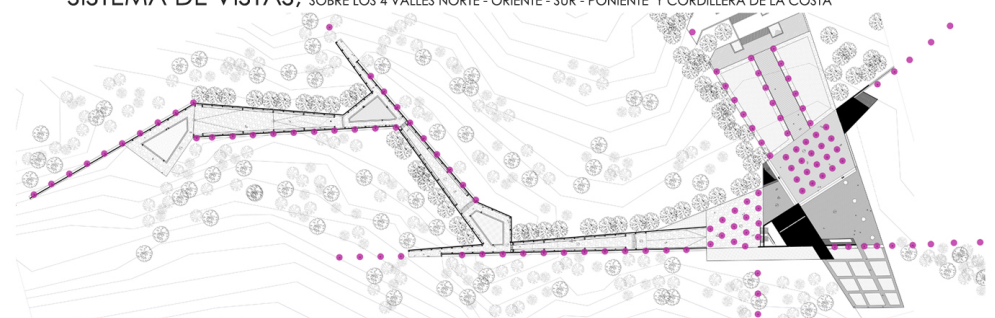 SISTEMA DE VISTAS, SOBRE LOS 4 VALLES NORTE - ORIENTE - SUR - PONIENTE Y CORDILLERA DE LA COSTA